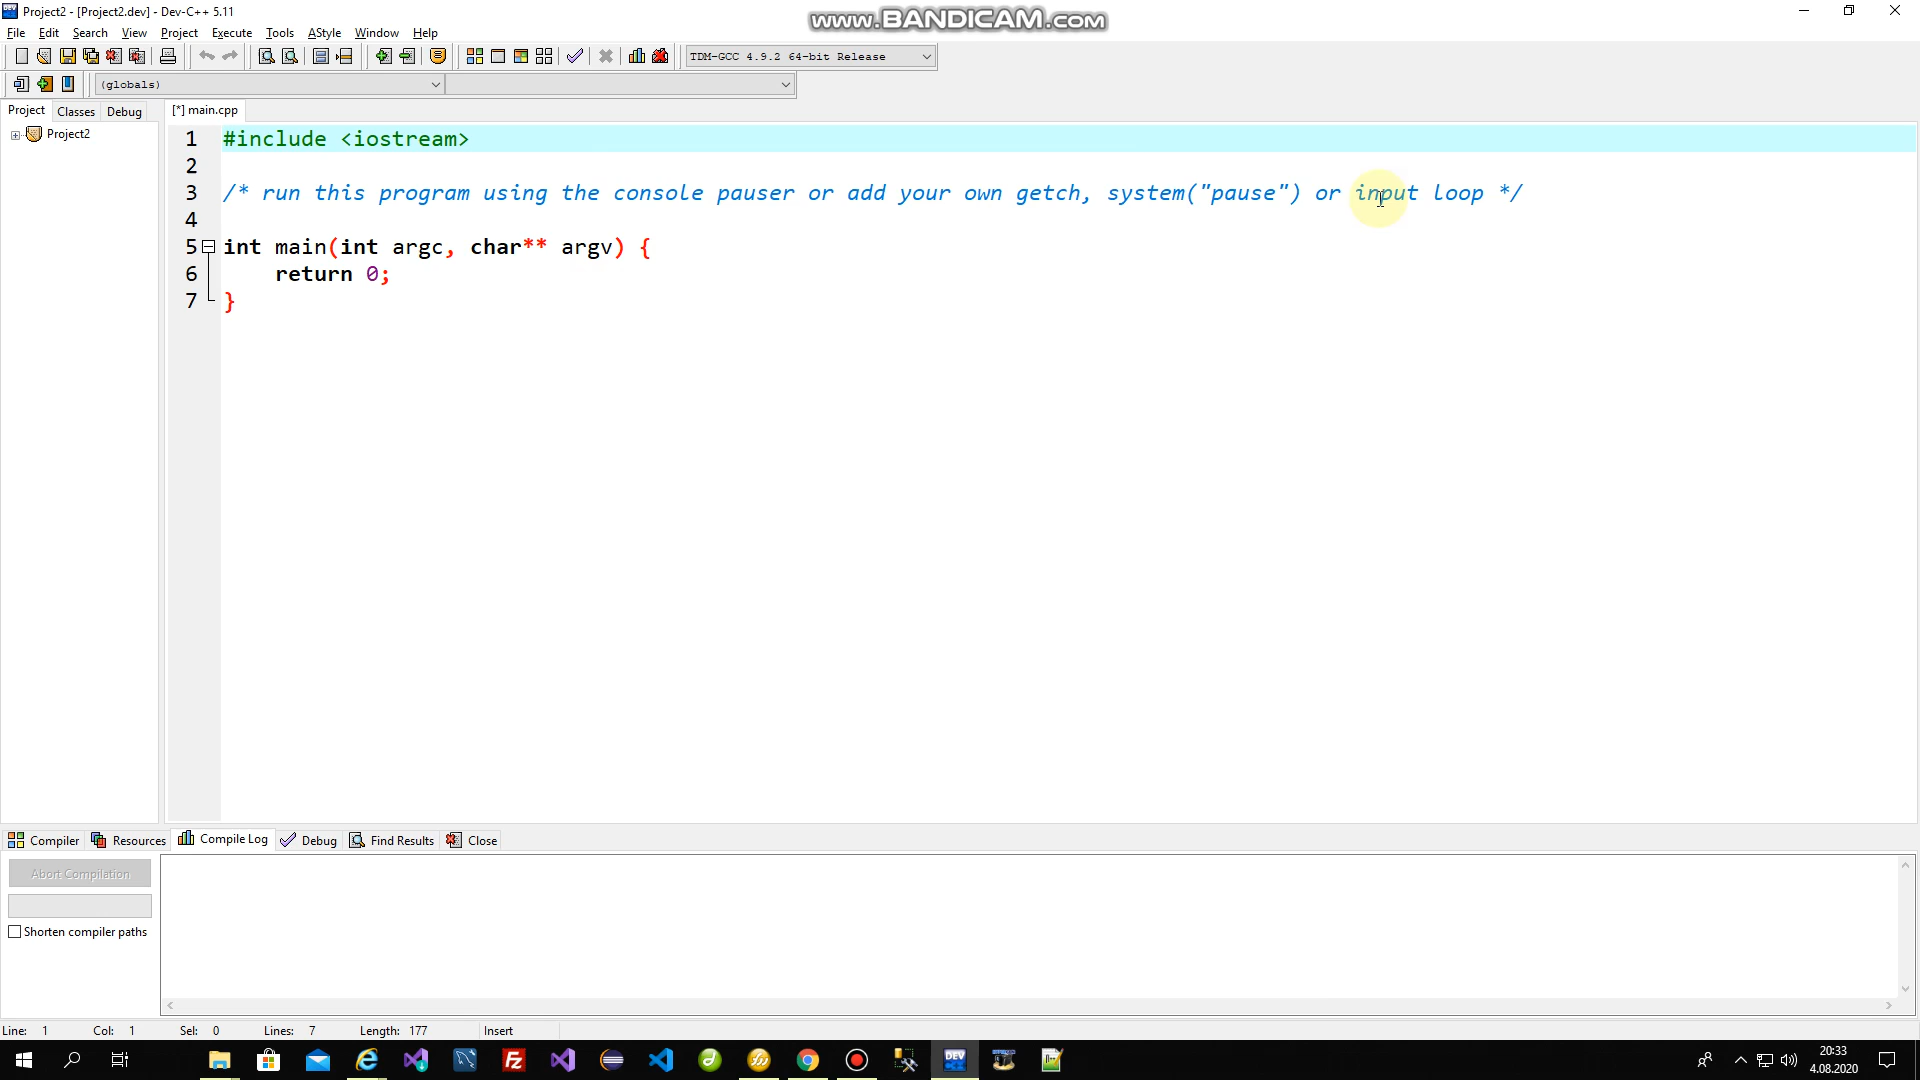 Project2 - [Project2.dev] - Dev-C++ 5.11
www.BANDICAM.com
File Edit Search View Project Execute Tools AStyle Window Help
TDM-GCC 4.9.2 64-bit Release
(globals)
Project Classes Debug
[*] main.cpp
Project2
1 #include <iostream>
2
3 /* run this program using the console pauser or add your own getch, system("pause") or input loop */
4
5 int main(int argc, char** argv) {
6 return 0;
7 }
Compiler Resources Compile Log Debug Find Results Close
Abort Compilation
Shorten compiler paths
Line: 1 Col: 1 Sel: 0 Lines: 7 Length: 177 Insert
DEV
20:33
4.08.2020